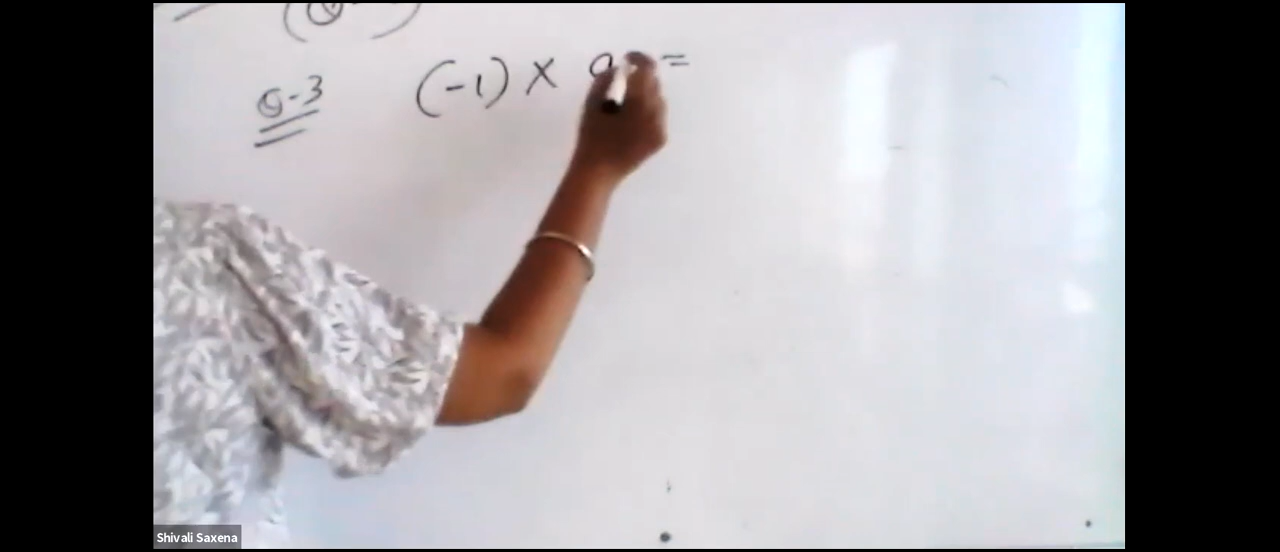 Q-3 (-1) × a =
Shivali Saxena